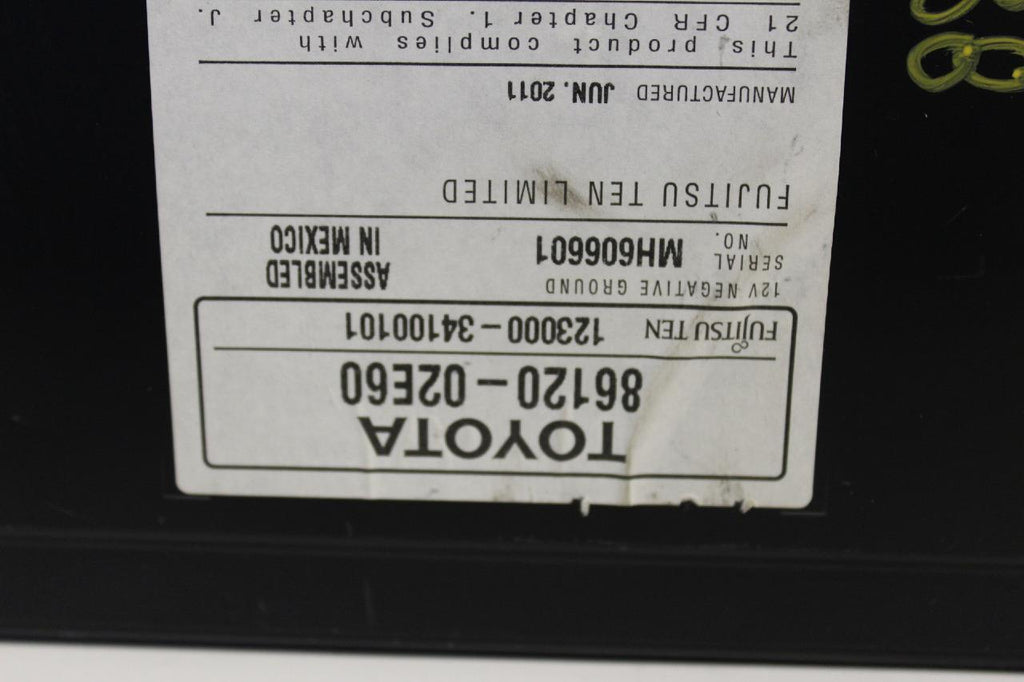 TOYOTA
86120-02E60
FUJITSU TEN 123000-34100101
12V NEGATIVE GROUND
SERIAL NO. MH606601
ASSEMBLED
IN MEXICO
FUJITSU TEN LIMITED
MANUFACTURED JUN. 2011
This product complies with
21 CFR Chapter 1. Subchapter J.